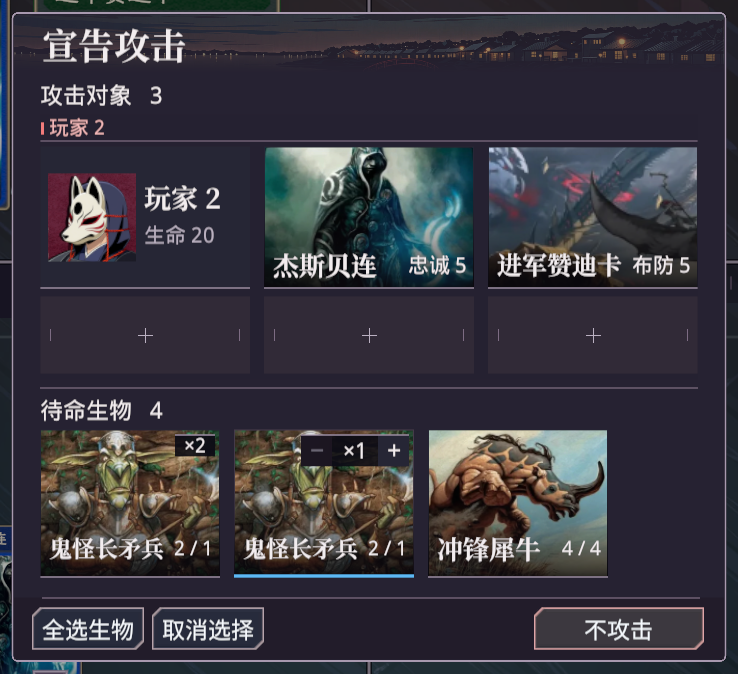 宣告攻击
攻击对象 3
玩家 2
玩家 2
生命 20
杰斯贝连 忠诚 5
进军赞迪卡 布防 5
待命生物 4
×2
鬼怪长矛兵 2 / 1
− ×1 +
鬼怪长矛兵 2 / 1
冲锋犀牛 4 / 4
全选生物
取消选择
不攻击